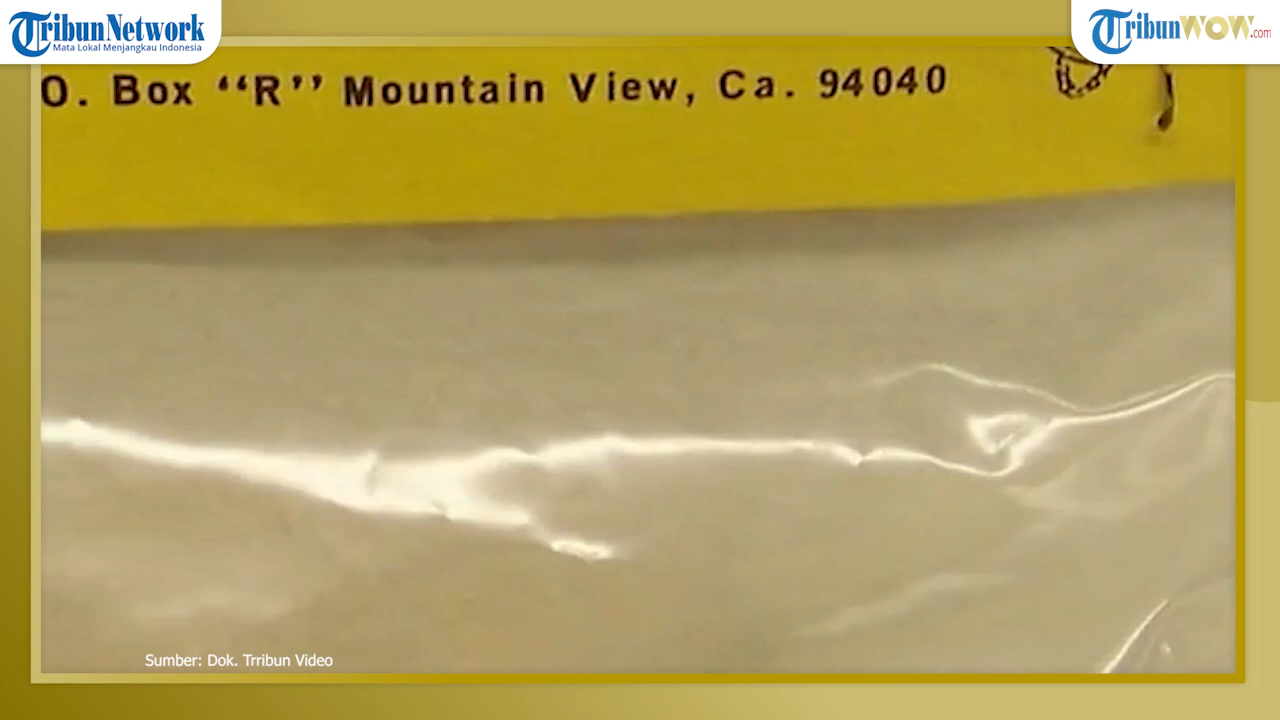 TribunNetwork
Mata Lokal Menjangkau Indonesia
TribunWOW.com
O. Box “R” Mountain View, Ca. 94040
Sumber: Dok. Trribun Video